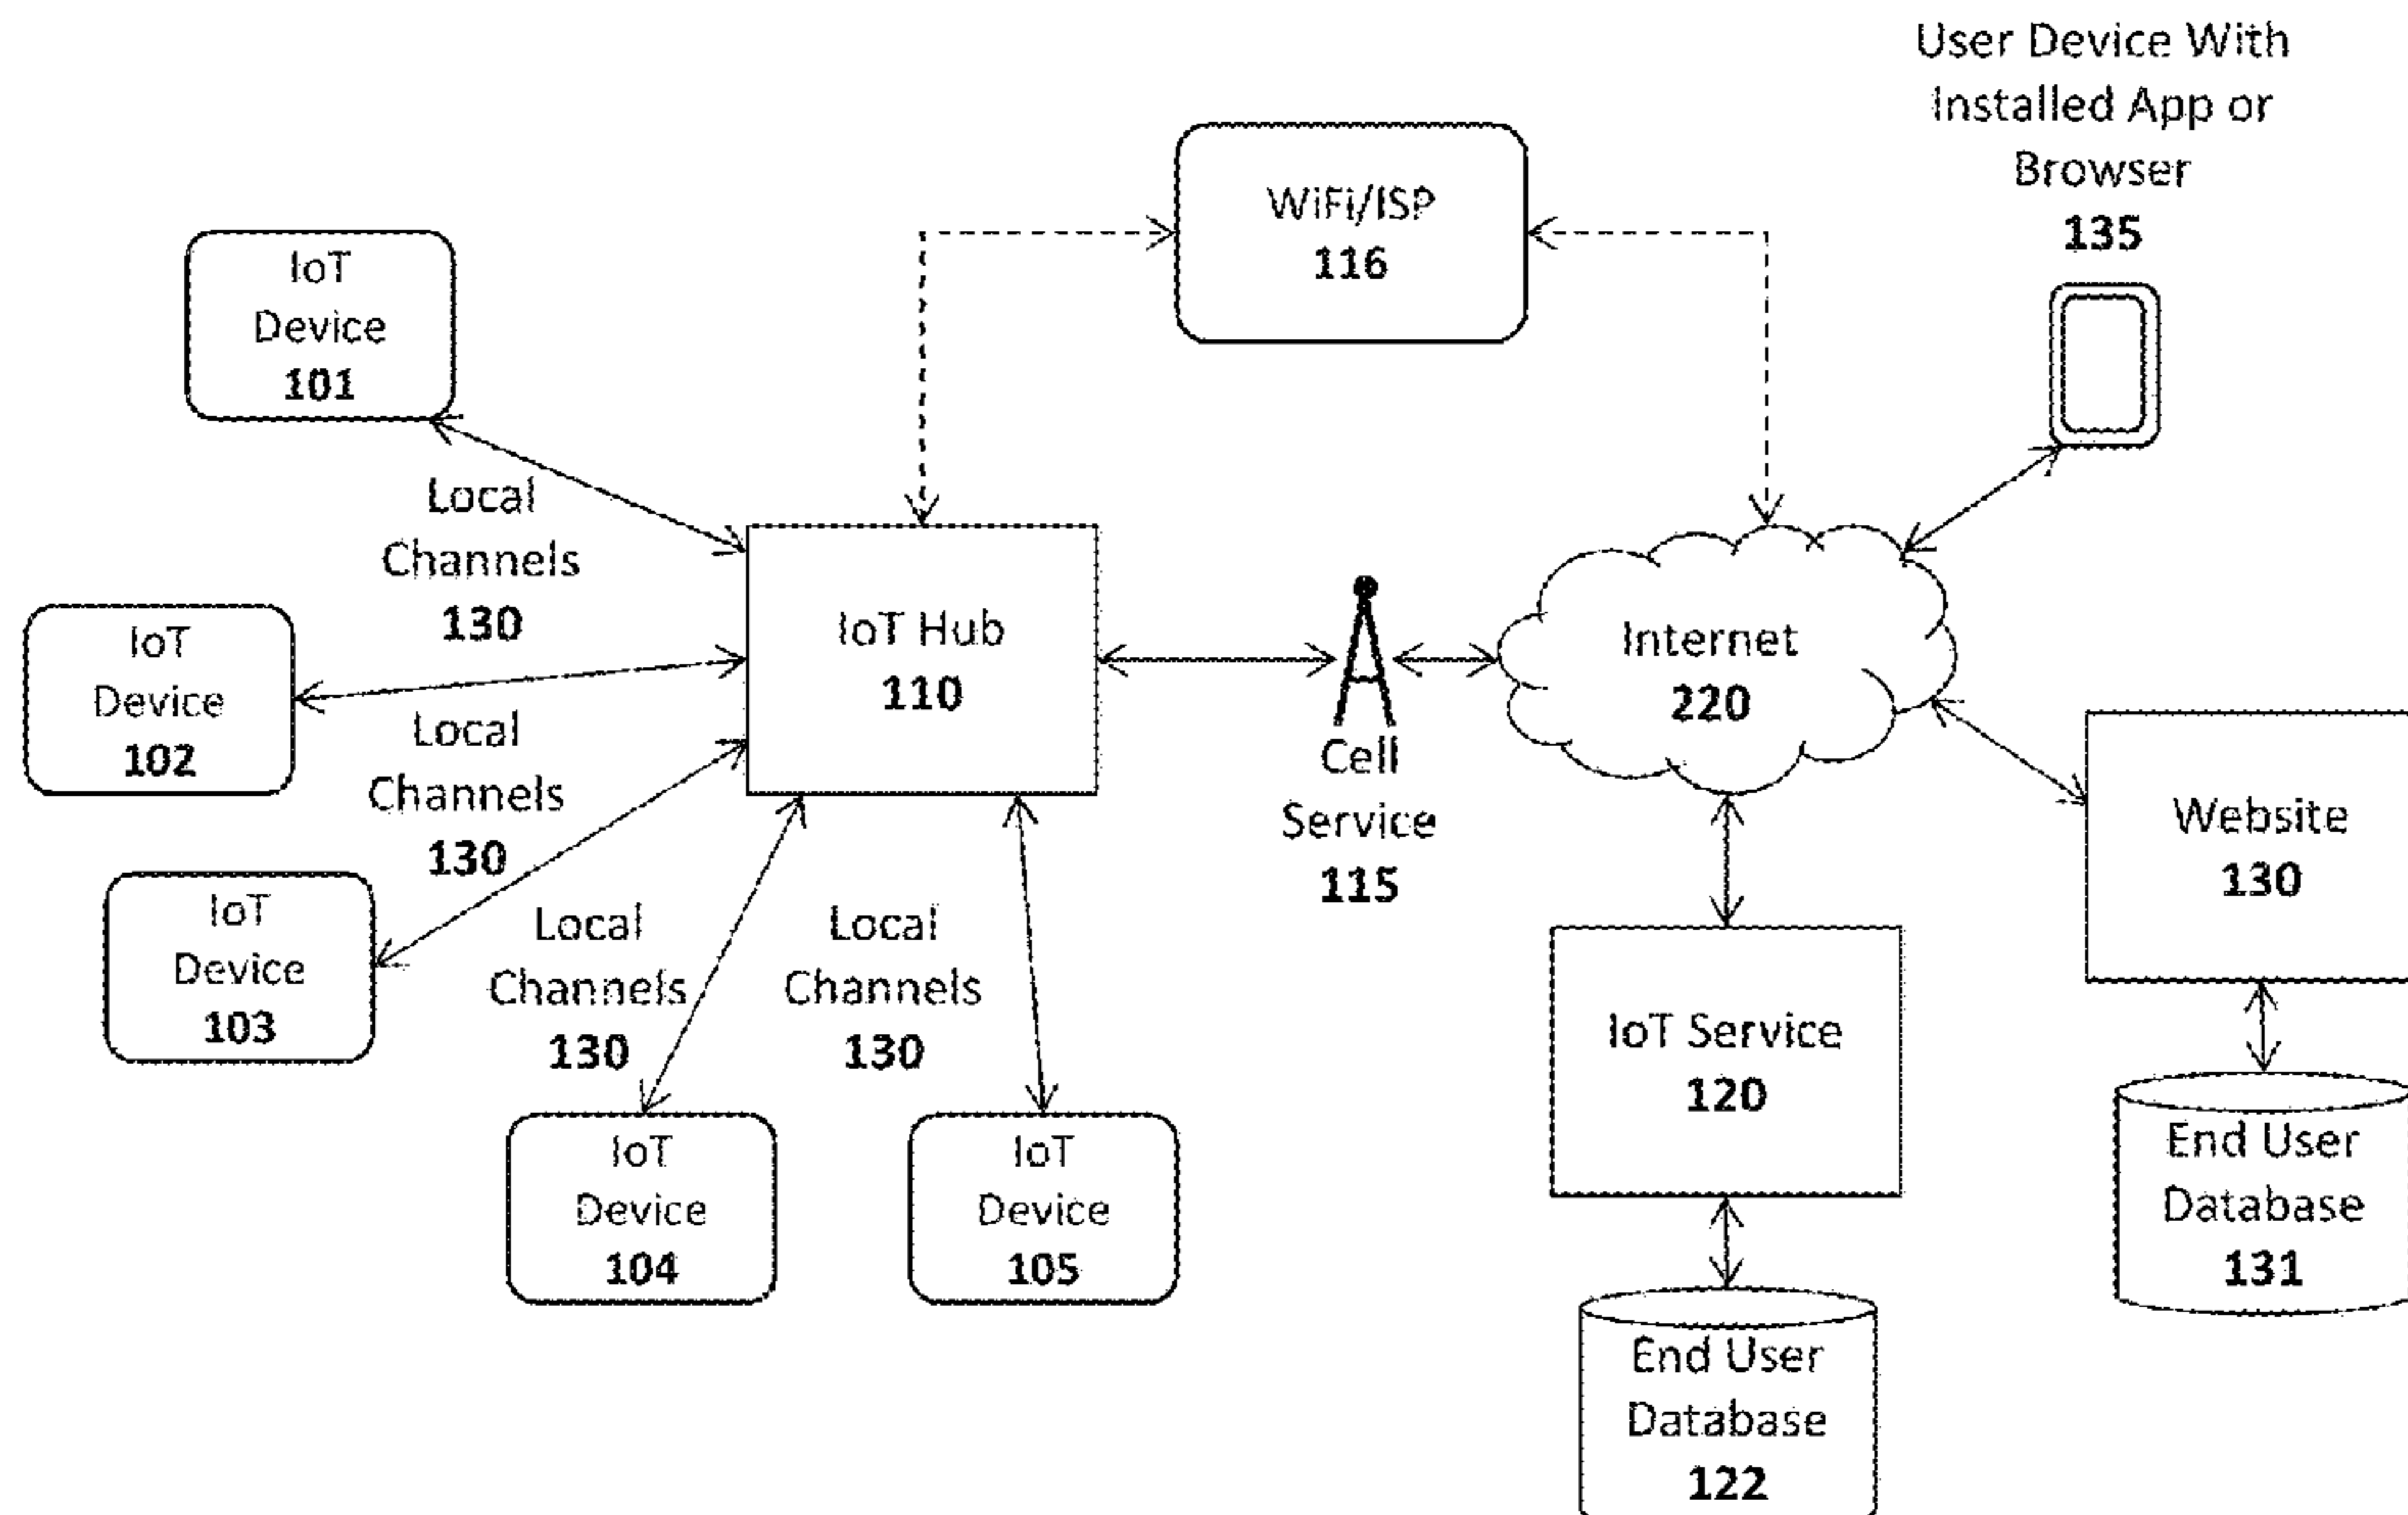 User Device With
Installed App or
Browser
135
WiFi/ISP
116
IoT
Device
101
Local
Channels
130
IoT
Device
102
IoT Hub
110
Internet
220
Local
Channels
130
Cell
Service
115
Website
130
IoT
Device
103
Local
Channels
130
Local
Channels
130
IoT Service
120
IoT
Device
104
IoT
Device
105
End User
Database
131
End User
Database
122